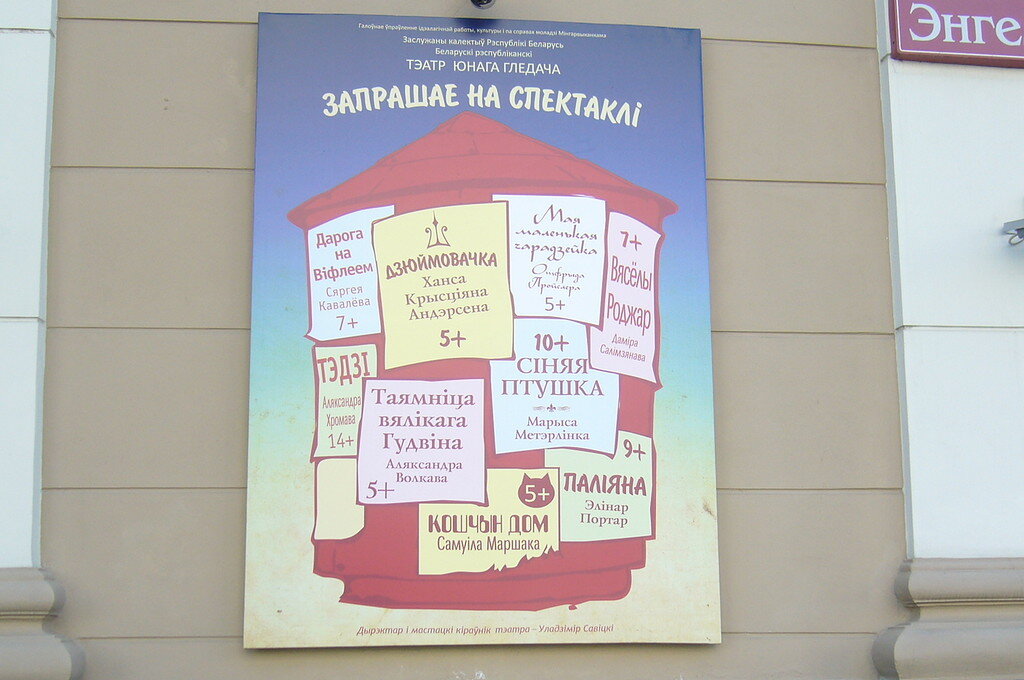 Галоўнае ўпраўленне ідэалагічнай работы, культуры і па справах моладзі Мінгарвыканкама
Заслужаны калектыў Рэспублікі Беларусь
Беларускі рэспубліканскі
ТЭАТР ЮНАГА ГЛЕДАЧА
ЗАПРАШАЕ НА СПЕКТАКЛІ
Дарога
на
Віфлеем
Сяргея
Кавалёва
7+
ДЗЮЙМОВАЧКА
Ханса
Крысціяна
Андэрсена
5+
Мая
маленькая
чарадзейка
Отфрыда
Пройслера
5+
7+
Вясёлы
Роджар
Даміра
Салімзянава
ТЭДЗІ
Аляксандра
Хромава
14+
Таямніца
вялікага
Гудвіна
Аляксандра
Волкава
5+
10+
СІНЯЯ
ПТУШКА
Марыса
Метэрлінка
9+
ПАЛІЯНА
Элінар
Портар
5+
КОШЧЫН ДОМ
Самуіла Маршака
Дырэктар і мастацкі кіраўнік тэатра – Уладзімір Савіцкі
Энге